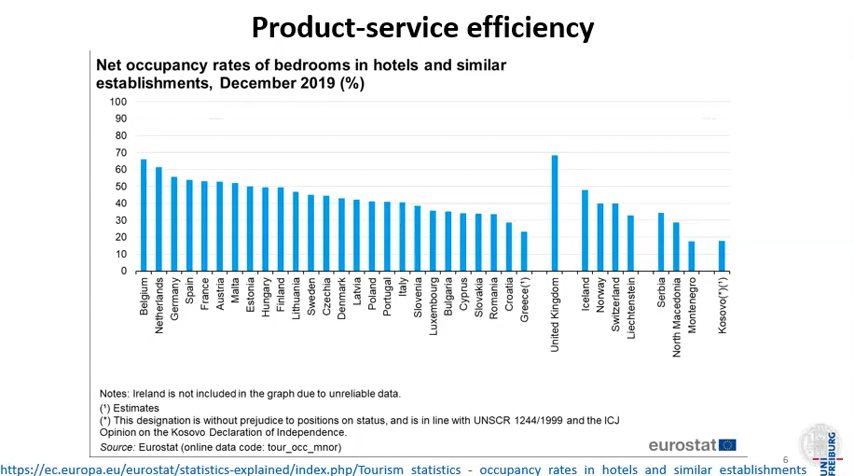 Product-service efficiency
Net occupancy rates of bedrooms in hotels and similar
establishments, December 2019 (%)
100
90
80
70
60
50
40
30
20
10
0
Belgium
Netherlands
Germany
Spain
France
Austria
Malta
Estonia
Hungary
Finland
Lithuania
Sweden
Czechia
Denmark
Latvia
Poland
Portugal
Italy
Slovenia
Luxembourg
Bulgaria
Cyprus
Slovakia
Romania
Croatia
Greece(¹)
United Kingdom
Iceland
Norway
Switzerland
Liechtenstein
Serbia
North Macedonia
Montenegro
Kosovo(*)(¹)
Notes: Ireland is not included in the graph due to unreliable data.
(¹) Estimates
(*) This designation is without prejudice to positions on status, and is in line with UNSCR 1244/1999 and the ICJ
Opinion on the Kosovo Declaration of Independence.
Source: Eurostat (online data code: tour_occ_mnor)
eurostat
6
https://ec.europa.eu/eurostat/statistics-explained/index.php/Tourism_statistics_-_occupancy_rates_in_hotels_and_similar_establishments
UNI
FREIBURG